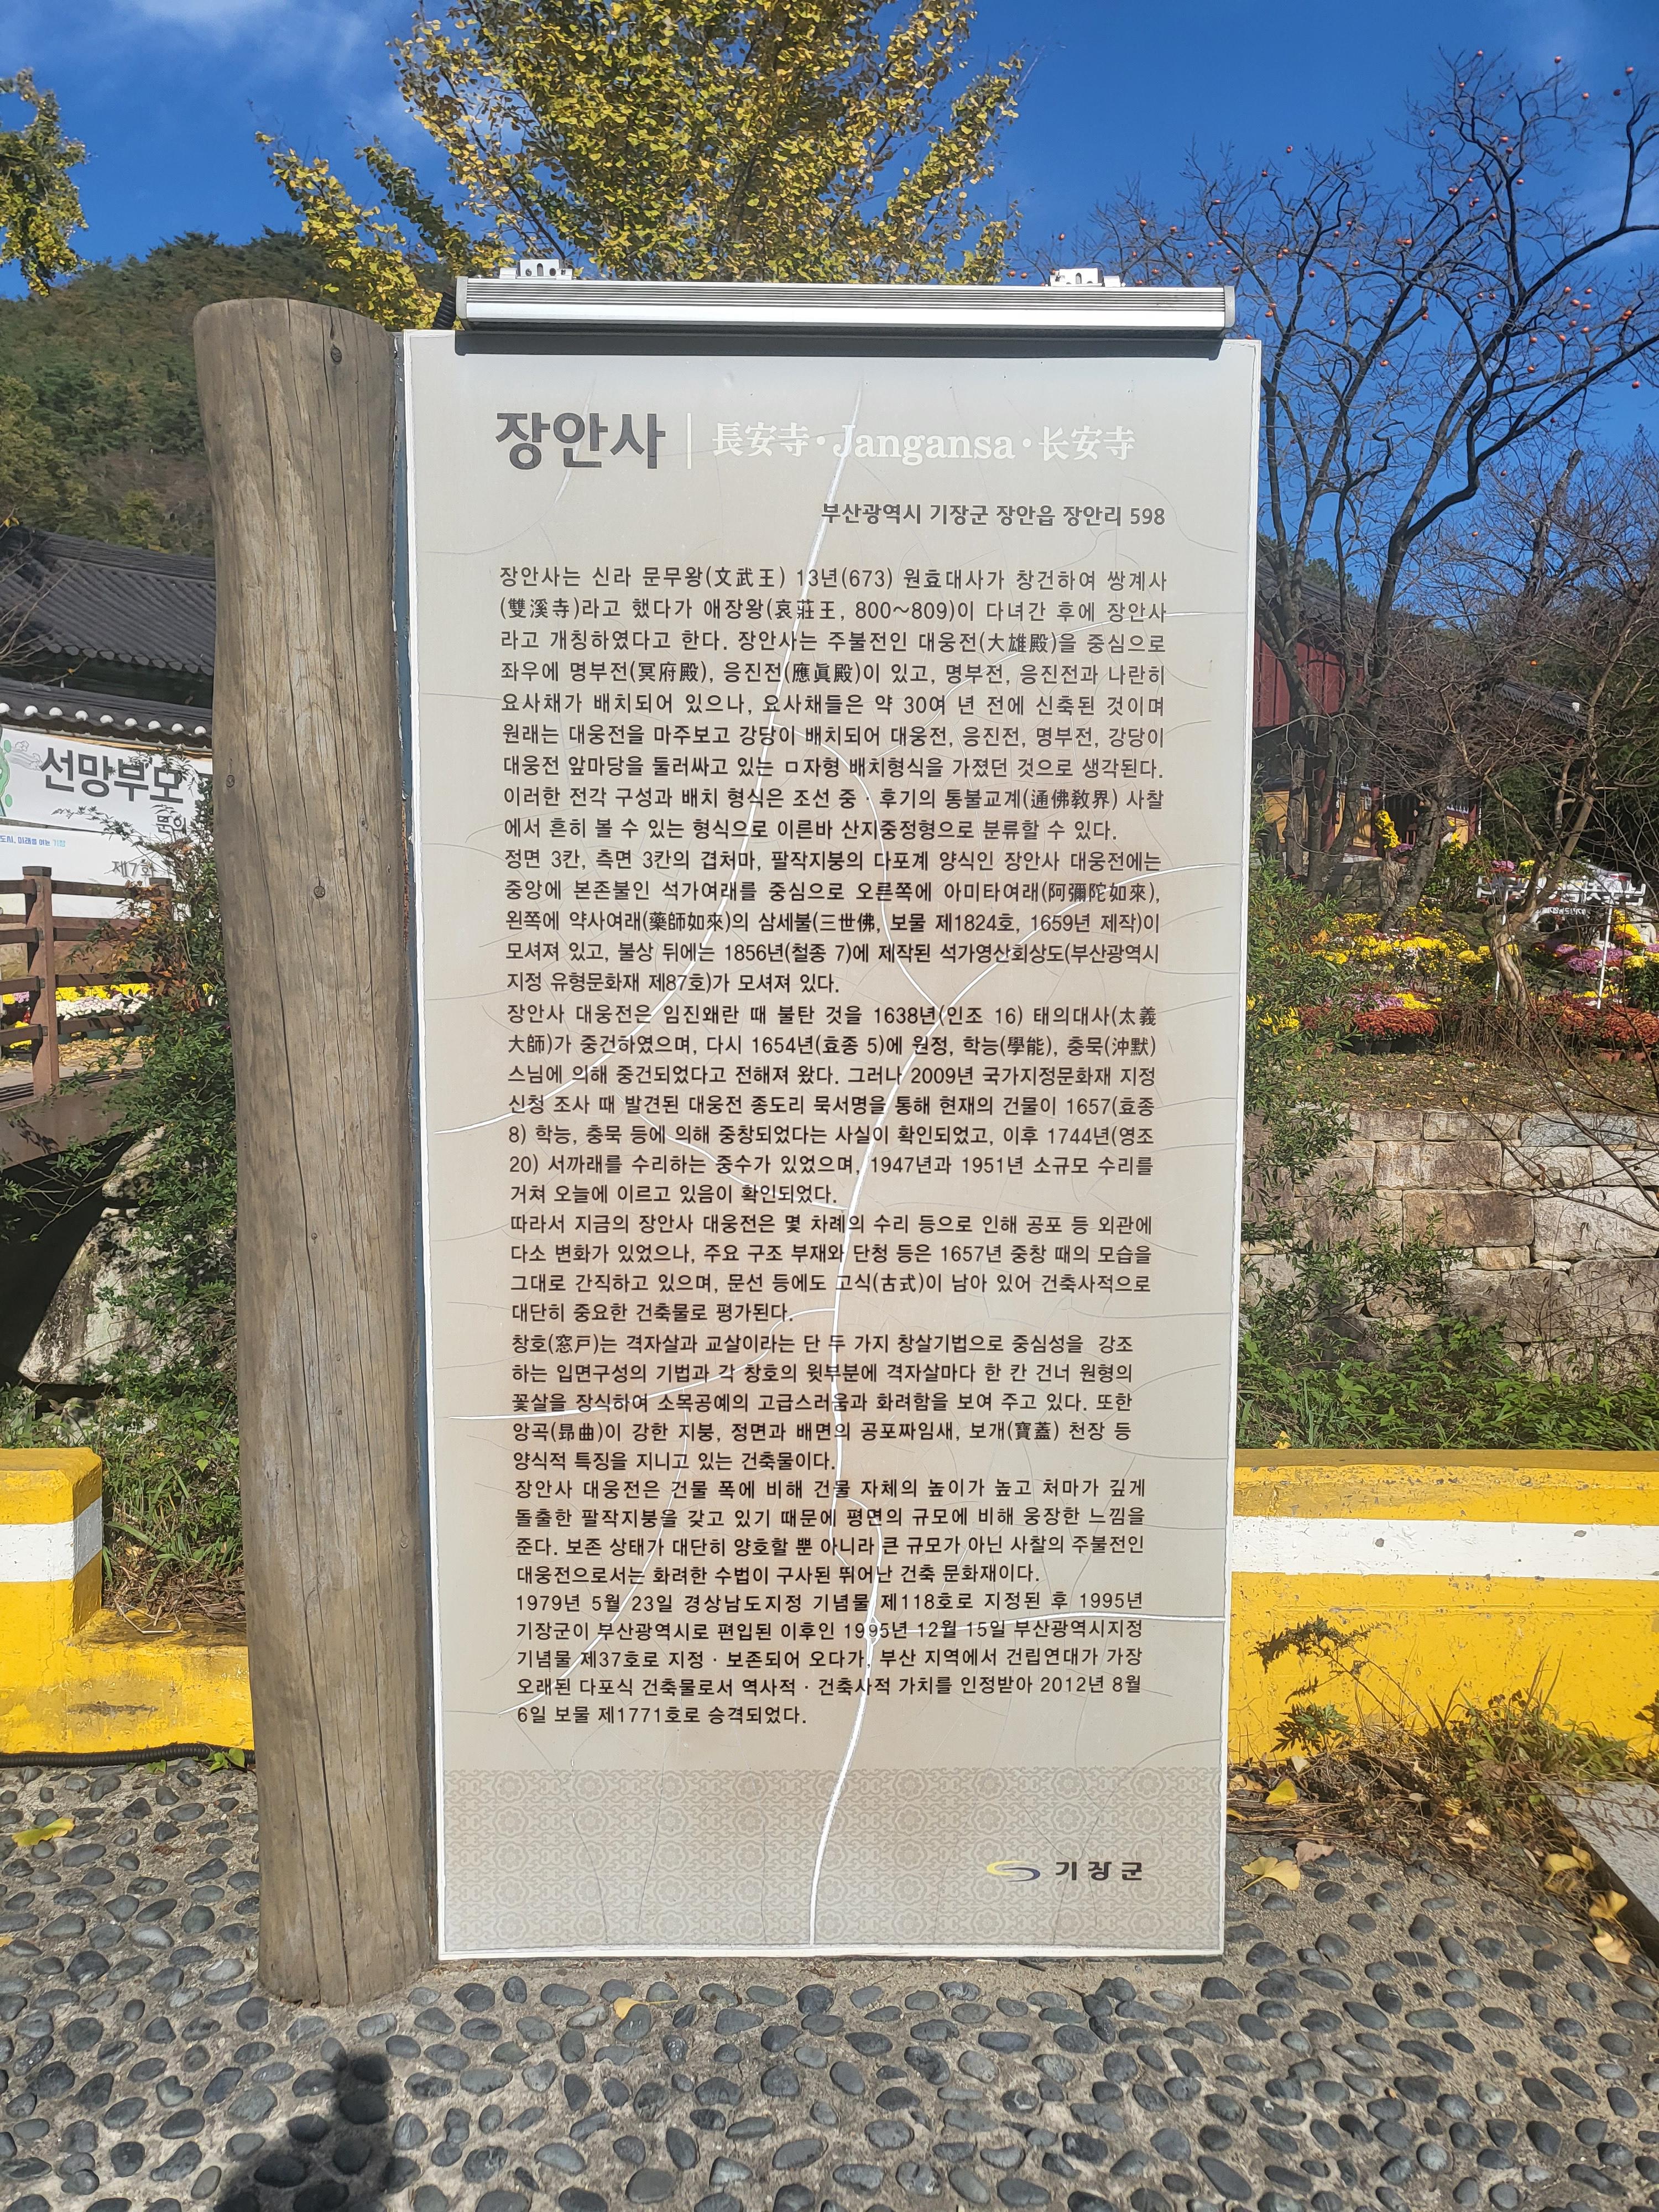 장안사 | 長安寺·Jangansa·长安寺
부산광역시 기장군 장안읍 장안리 598
장안사는 신라 문무왕(文武王) 13년(673) 원효대사가 창건하여 쌍계사
(雙溪寺)라고 했다가 애장왕(哀莊王, 800~809)이 다녀간 후에 장안사
라고 개칭하였다고 한다. 장안사는 주불전인 대웅전(大雄殿)을 중심으로
좌우에 명부전(冥府殿), 응진전(應眞殿)이 있고, 명부전, 응진전과 나란히
요사채가 배치되어 있으나, 요사채들은 약 30여 년 전에 신축된 것이며
원래는 대웅전을 마주보고 강당이 배치되어 대웅전, 응진전, 명부전, 강당이
대웅전 앞마당을 둘러싸고 있는 ㅁ자형 배치형식을 가졌던 것으로 생각된다.
이러한 전각 구성과 배치 형식은 조선 중·후기의 통불교계(通佛敎界) 사찰
에서 흔히 볼 수 있는 형식으로 이른바 산지중정형으로 분류할 수 있다.
정면 3칸, 측면 3칸의 겹처마, 팔작지붕의 다포계 양식인 장안사 대웅전에는
중앙에 본존불인 석가여래를 중심으로 오른쪽에 아미타여래(阿彌陀如來),
왼쪽에 약사여래(藥師如來)의 삼세불(三世佛, 보물 제1824호, 1659년 제작)이
모셔져 있고, 불상 뒤에는 1856년(철종 7)에 제작된 석가영산회상도(부산광역시
지정 유형문화재 제87호)가 모셔져 있다.
장안사 대웅전은 임진왜란 때 불탄 것을 1638년(인조 16) 태의대사(太義
大師)가 중건하였으며, 다시 1654년(효종 5)에 원정, 학능(學能), 충묵(沖默)
스님에 의해 중건되었다고 전해져 왔다. 그러나 2009년 국가지정문화재 지정
신청 조사 때 발견된 대웅전 종도리 묵서명을 통해 현재의 건물이 1657(효종
8) 학능, 충묵 등에 의해 중창되었다는 사실이 확인되었고, 이후 1744년(영조
20) 서까래를 수리하는 중수가 있었으며, 1947년과 1951년 소규모 수리를
거쳐 오늘에 이르고 있음이 확인되었다.
따라서 지금의 장안사 대웅전은 몇 차례의 수리 등으로 인해 공포 등 외관에
다소 변화가 있었으나, 주요 구조 부재와 단청 등은 1657년 중창 때의 모습을
그대로 간직하고 있으며, 문선 등에도 고식(古式)이 남아 있어 건축사적으로
대단히 중요한 건축물로 평가된다.
창호(窓戶)는 격자살과 교살이라는 단 두 가지 창살기법으로 중심성을 강조
하는 입면구성의 기법과 각 창호의 윗부분에 격자살마다 한 칸 건너 원형의
꽃살을 장식하여 소목공예의 고급스러움과 화려함을 보여 주고 있다. 또한
앙곡(昻曲)이 강한 지붕, 정면과 배면의 공포짜임새, 보개(寶蓋) 천장 등
양식적 특징을 지니고 있는 건축물이다.
장안사 대웅전은 건물 폭에 비해 건물 자체의 높이가 높고 처마가 깊게
돌출한 팔작지붕을 갖고 있기 때문에 평면의 규모에 비해 웅장한 느낌을
준다. 보존 상태가 대단히 양호할 뿐 아니라 큰 규모가 아닌 사찰의 주불전인
대웅전으로서는 화려한 수법이 구사된 뛰어난 건축 문화재이다.
1979년 5월 23일 경상남도지정 기념물 제118호로 지정된 후 1995년
기장군이 부산광역시로 편입된 이후인 1995년 12월 15일 부산광역시지정
기념물 제37호로 지정·보존되어 오다가, 부산 지역에서 건립연대가 가장
오래된 다포식 건축물로서 역사적·건축사적 가치를 인정받아 2012년 8월
6일 보물 제1771호로 승격되었다.
기장군
선망부모
제7회